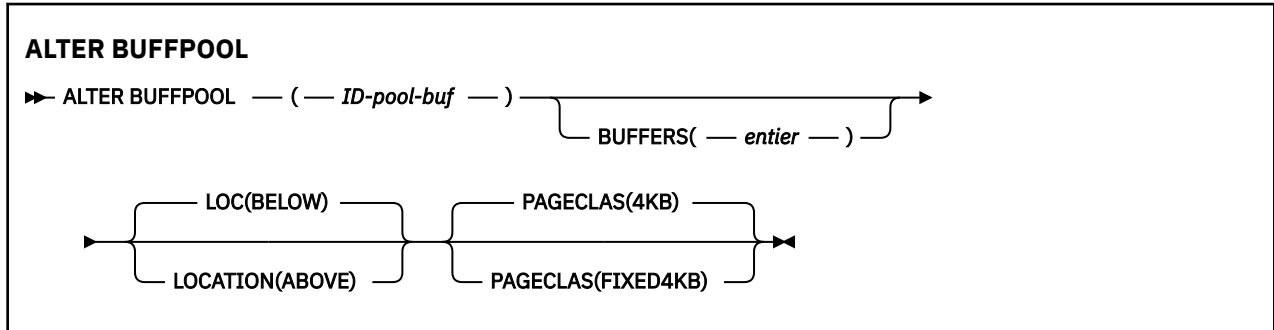 ALTER BUFFPOOL
ALTER BUFFPOOL ( ID-pool-buf )
BUFFERS( entier )
LOC(BELOW) PAGECLAS(4KB)
LOCATION(ABOVE) PAGECLAS(FIXED4KB)